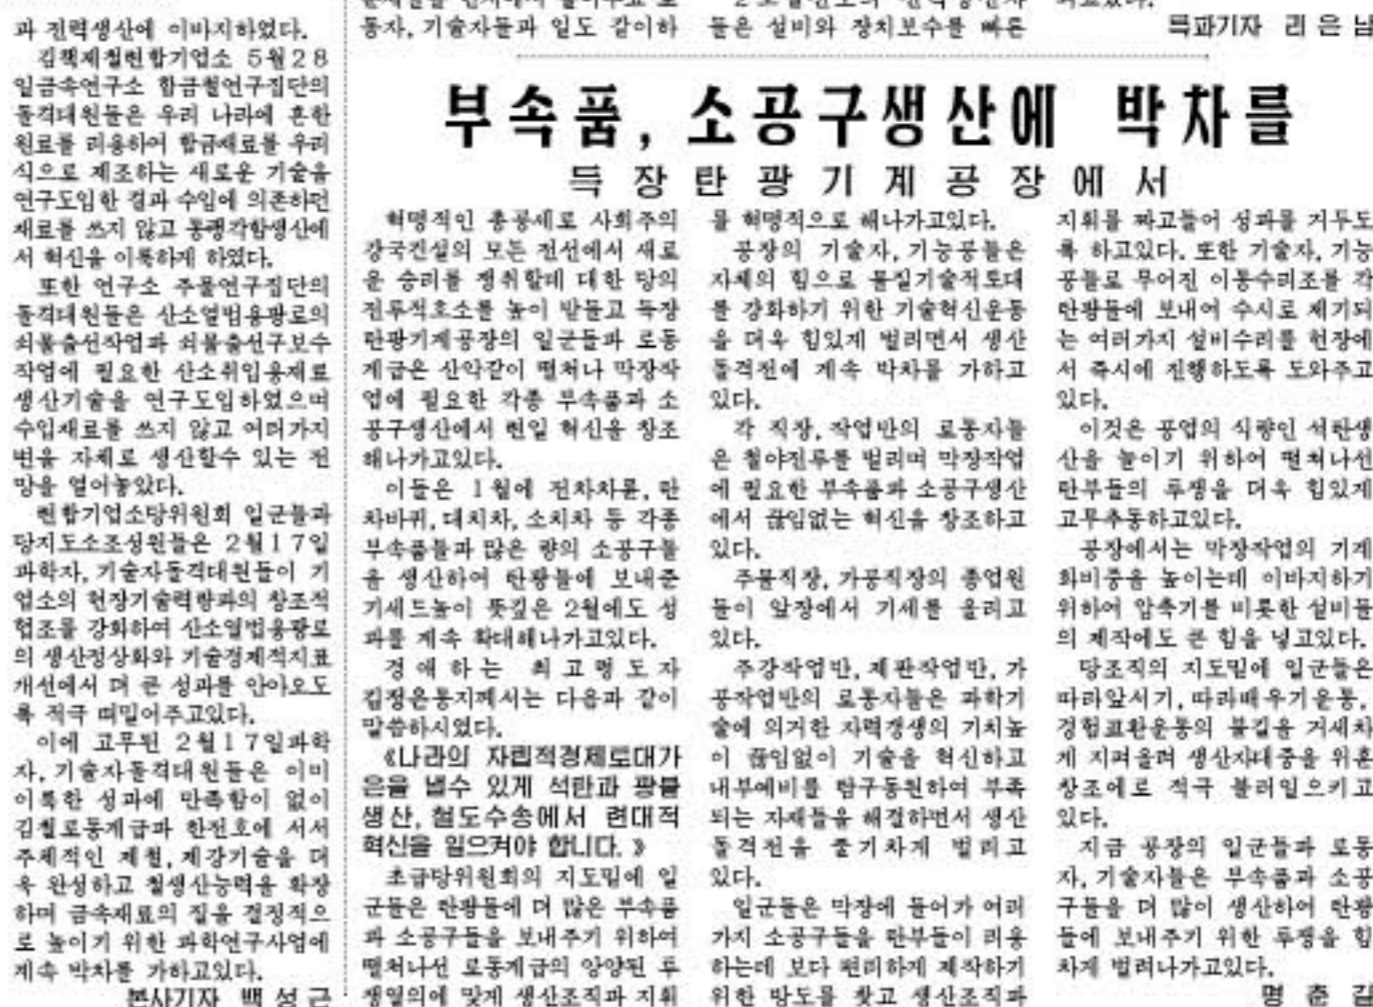 과 전력생산에 이바지하였다.
김책제철련합기업소 5월28
일금속연구소 합금철연구집단의
돌격대원들은 우리 나라에 흔한
원료를 리용하여 합금재료를 우리
식으로 제조하는 새로운 기술을
연구도입한 결과 수입에 의존하던
재료를 쓰지 않고 통팽각함생산에
서 혁신을 이룩하게 하였다.
또한 연구소 주물연구집단의
돌격대원들은 산소열법용광로의
쇠물출선작업과 쇠물출선구보수
작업에 필요한 산소취입용재료
생산기술을 연구도입하였으며
수입재료를 쓰지 않고 여러가지
변을 자체로 생산할수 있는 전
망을 열어놓았다.
련합기업소당위원회 일군들과
당지도소조성원들은 2월17일
과학자, 기술자돌격대원들이 기
업소의 현장기술력량과의 창조적
협조를 강화하여 산소열법용광로
의 생산정상화와 기술경제적지표
개선에서 더 큰 성과를 안아오도
록 적극 떠밀어주고있다.
이에 고무된 2월17일과학
자, 기술자돌격대원들은 이미
이룩한 성과에 만족함이 없이
김철로동계급과 한전호에 서서
주체적인 제철, 제강기술을 더
욱 완성하고 철생산능력을 확장
하며 금속재료의 질을 결정적으
로 높이기 위한 과학연구사업에
계속 박차를 가하고있다.
본사기자 백성근
동자, 기술자들과 일도 같이하
들은 설비와 장치보수를 빠른
특파기자 리은남
부속품, 소공구생산에 박차를
득장탄광기계공장에서
혁명적인 총공세로 사회주의
강국건설의 모든 전선에서 새로
운 승리를 쟁취할데 대한 당의
전투적호소를 높이 받들고 득장
탄광기계공장의 일군들과 로동
계급은 산악같이 떨쳐나 막장작
업에 필요한 각종 부속품과 소
공구생산에서 련일 혁신을 창조
해나가고있다.
이들은 1월에 전차차륜, 탄
차바퀴, 대치차, 소치차 등 각종
부속품들과 많은 량의 소공구들
을 생산하여 탄광들에 보내준
기세드높이 뜻깊은 2월에도 성
과를 계속 확대해나가고있다.
경애하는 최고령도자
김정은동지께서는 다음과 같이
말씀하시였다.
《나라의 자립적경제토대가
은을 낼수 있게 석탄과 광물
생산, 철도수송에서 련대적
혁신을 일으켜야 합니다.》
초급당위원회의 지도밑에 일
군들은 탄광들에 더 많은 부속품
과 소공구들을 보내주기 위하여
떨쳐나선 로동계급의 앙양된 투
쟁열의에 맞게 생산조직과 지휘
를 혁명적으로 해나가고있다.
공장의 기술자, 기능공들은
자체의 힘으로 물질기술적토대
를 강화하기 위한 기술혁신운동
을 더욱 힘있게 벌리면서 생산
돌격전에 계속 박차를 가하고
있다.
각 직장, 작업반의 로동자들
은 철야전투를 벌리며 막장작업
에 필요한 부속품과 소공구생산
에서 끊임없는 혁신을 창조하고
있다.
주물직장, 가공직장의 종업원
들이 앞장에서 기세를 올리고
있다.
주강작업반, 제관작업반, 가
공작업반의 로동자들은 과학기
술에 의거한 자력갱생의 기치높
이 끊임없이 기술을 혁신하고
내부예비를 탐구동원하여 부족
되는 자재들을 해결하면서 생산
돌격전을 줄기차게 벌리고
있다.
일군들은 막장에 들어가 여러
가지 소공구들을 탄부들이 리용
하는데 보다 편리하게 제작하기
위한 방도를 찾고 생산조직과
지휘를 짜고들어 성과를 거두도
록 하고있다. 또한 기술자, 기능
공들로 무어진 이동수리조를 각
탄광들에 보내여 수시로 제기되
는 여러가지 설비수리를 현장에
서 즉시에 진행하도록 도와주고
있다.
이것은 공업의 식량인 석탄생
산을 늘이기 위하여 떨쳐나선
탄부들의 투쟁을 더욱 힘있게
고무추동하고있다.
공장에서는 막장작업의 기계
화비중을 높이는데 이바지하기
위하여 압축기를 비롯한 설비들
의 제작에도 큰 힘을 넣고있다.
당조직의 지도밑에 일군들은
따라앞서기, 따라배우기운동,
경험교환운동의 불길을 거세차
게 지펴올려 생산자대중을 위훈
창조에로 적극 불러일으키고
있다.
지금 공장의 일군들과 로동
자, 기술자들은 부속품과 소공
구들을 더 많이 생산하여 탄광
들에 보내주기 위한 투쟁을 힘
차게 벌려나가고있다.